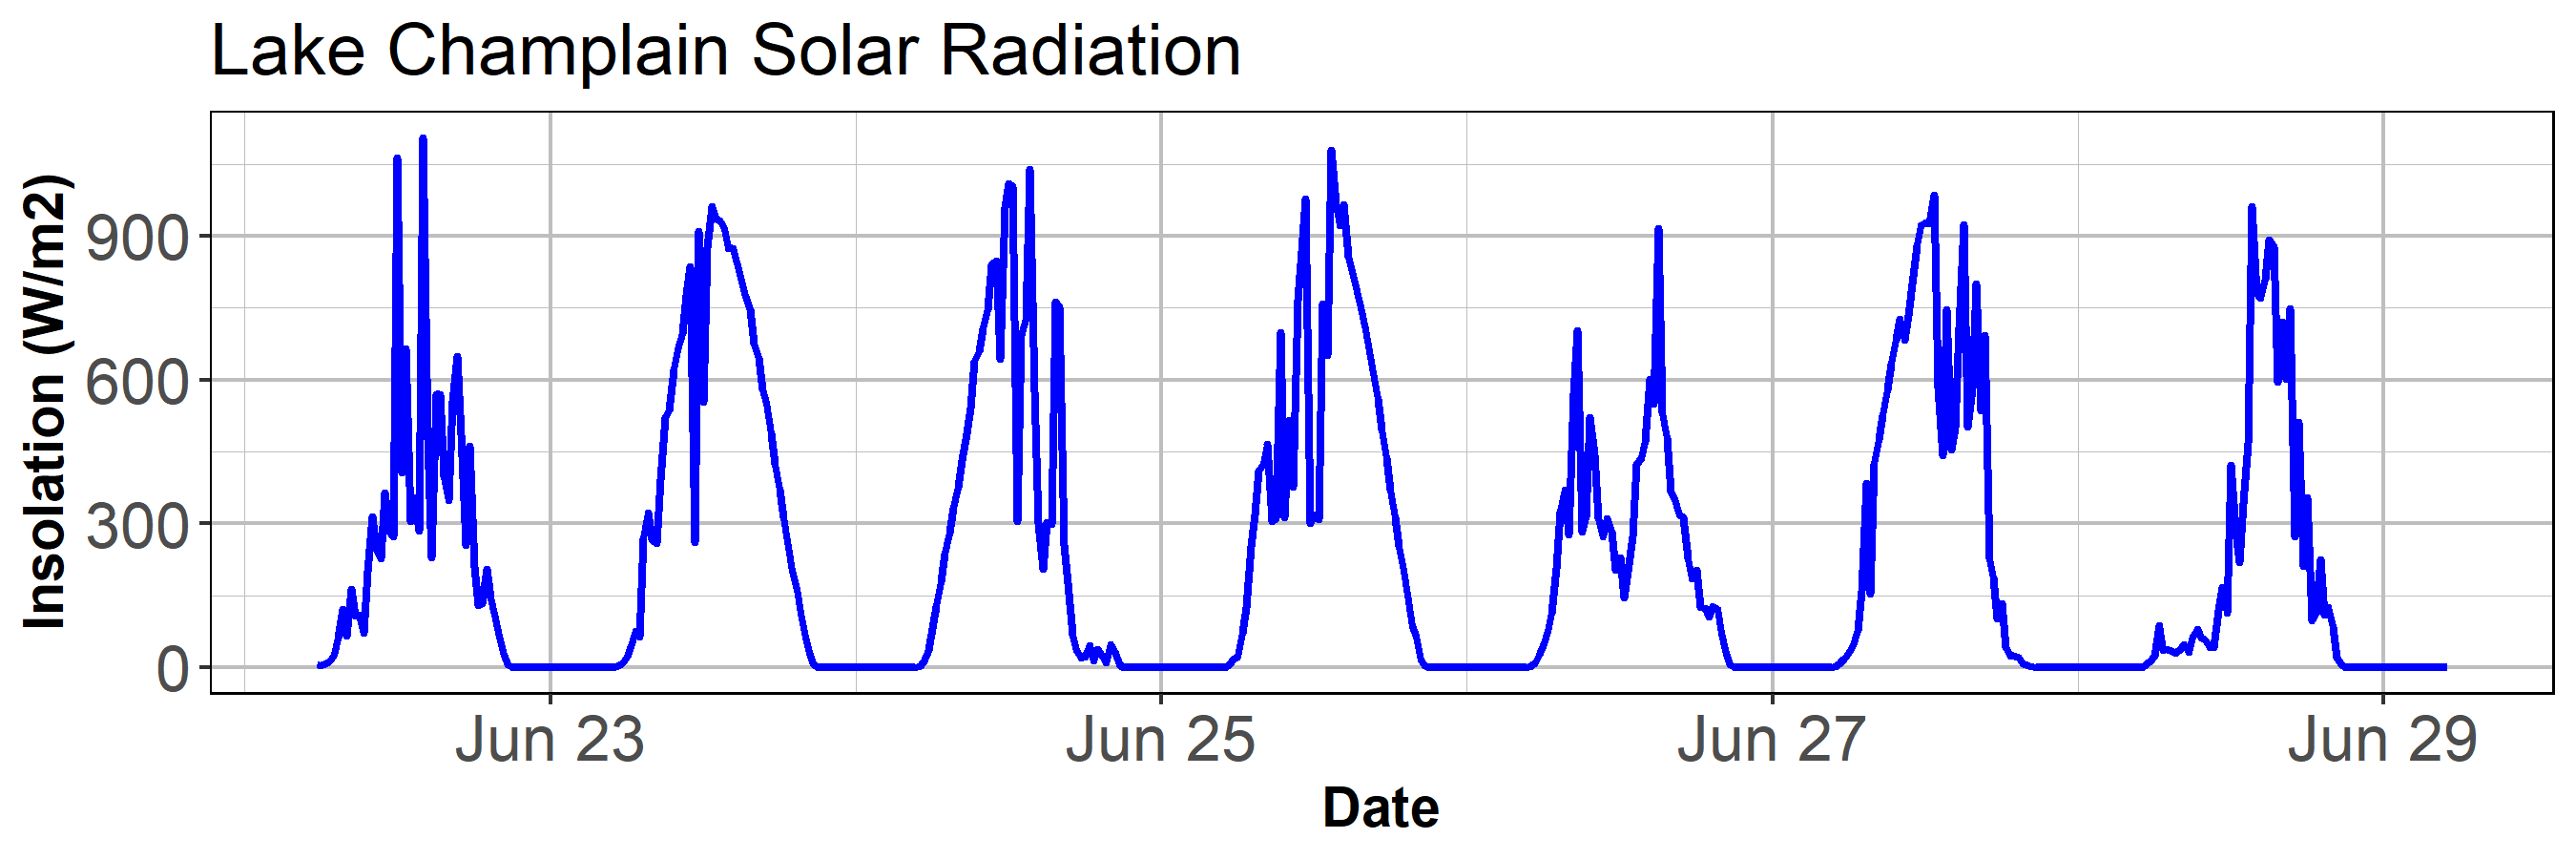 Lake Champlain Solar Radiation
Insolation (W/m2)
900
600
300
0
Jun 23 Jun 25 Jun 27 Jun 29
Date